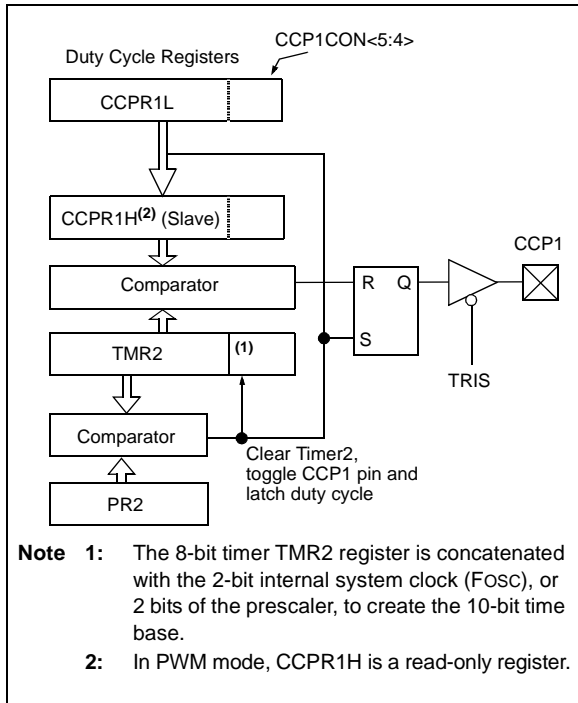 CCP1CON<5:4>
Duty Cycle Registers
CCPR1L
CCPR1H(2) (Slave)
CCP1
Comparator
R Q
S
TMR2 (1)
TRIS
Comparator
Clear Timer2,
toggle CCP1 pin and
latch duty cycle
PR2
Note 1: The 8-bit timer TMR2 register is concatenated
with the 2-bit internal system clock (FOSC), or
2 bits of the prescaler, to create the 10-bit time
base.
2: In PWM mode, CCPR1H is a read-only register.